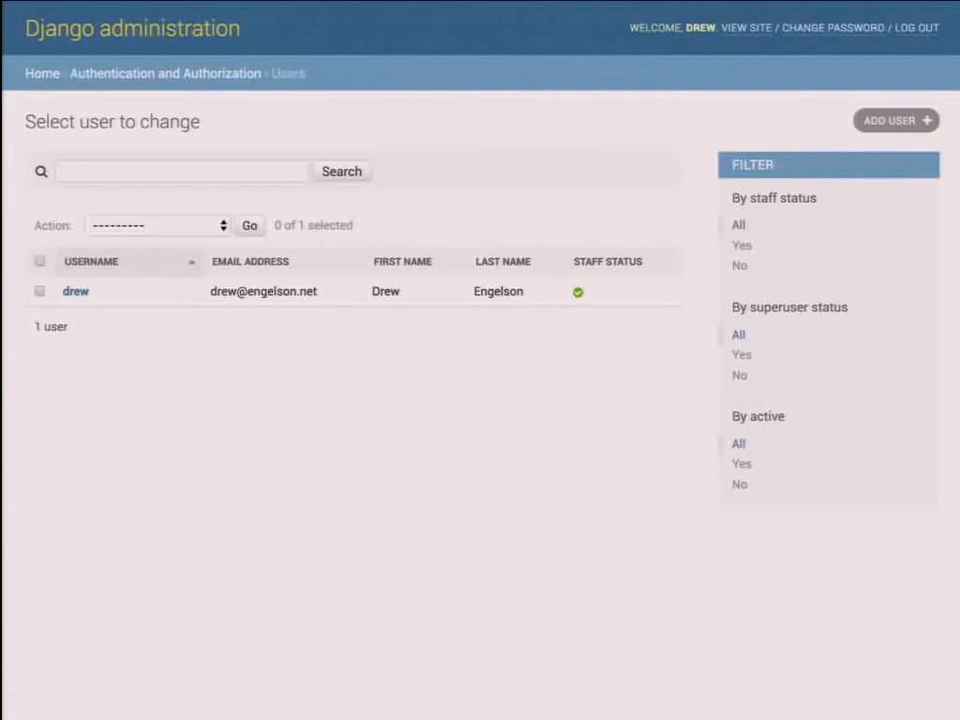 Django administration
WELCOME, DREW. VIEW SITE / CHANGE PASSWORD / LOG OUT
Home › Authentication and Authorization › Users
Select user to change
ADD USER +
Search
Action: --------- Go 0 of 1 selected
USERNAME EMAIL ADDRESS FIRST NAME LAST NAME STAFF STATUS
drew drew@engelson.net Drew Engelson
1 user
FILTER
By staff status
All
Yes
No
By superuser status
All
Yes
No
By active
All
Yes
No